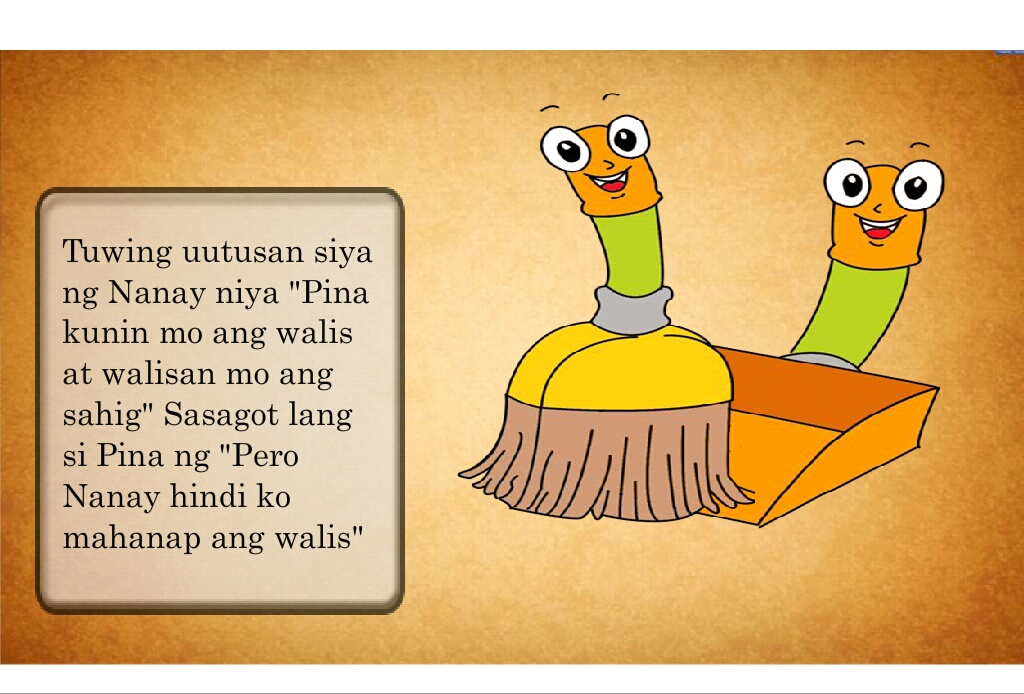 Tuwing uutusan siya
ng Nanay niya "Pina
kunin mo ang walis
at walisan mo ang
sahig" Sasagot lang
si Pina ng "Pero
Nanay hindi ko
mahanap ang walis"